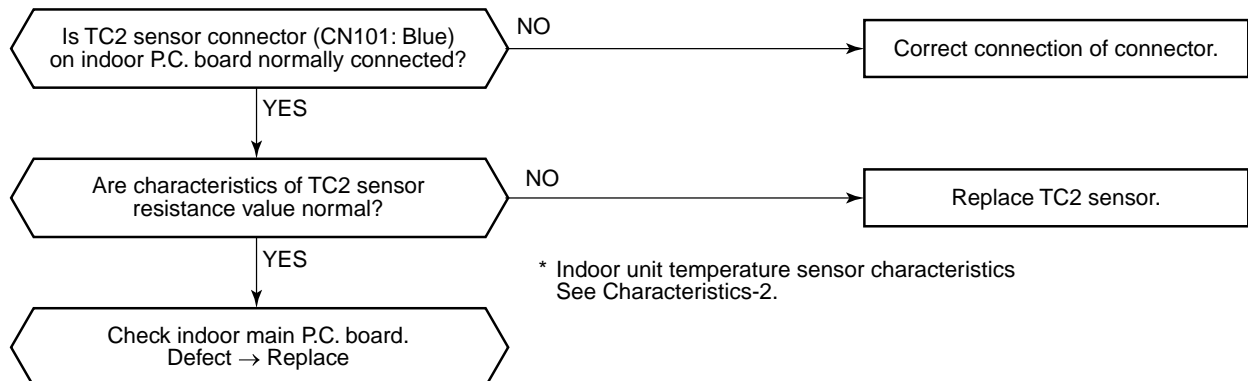 Is TC2 sensor connector (CN101: Blue)
on indoor P.C. board normally connected?
NO
Correct connection of connector.
YES
Are characteristics of TC2 sensor
resistance value normal?
NO
Replace TC2 sensor.
YES
* Indoor unit temperature sensor characteristics
See Characteristics-2.
Check indoor main P.C. board.
Defect → Replace